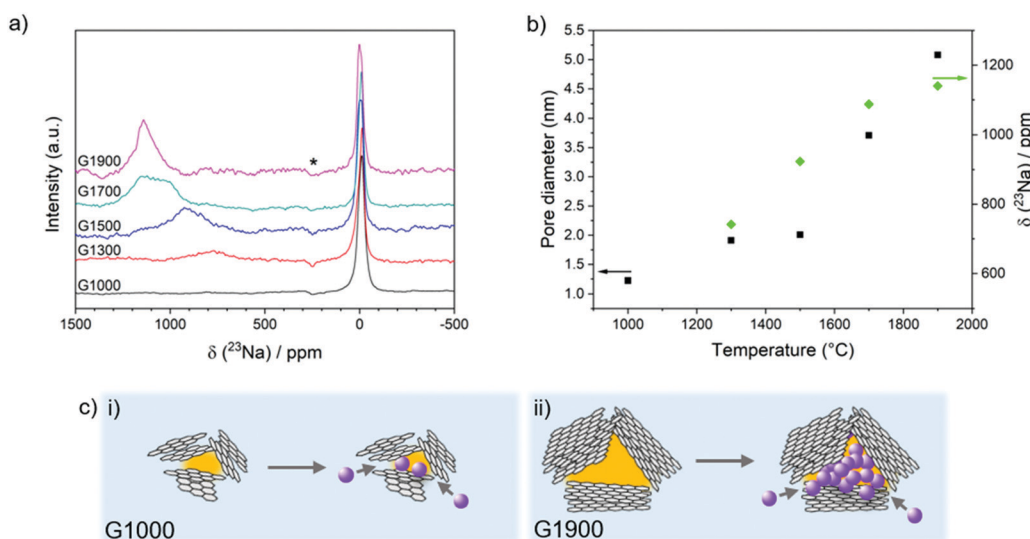 a)
Intensity (a.u.)
G1900
G1700
G1500
G1300
G1000
*
1500 1000 500 0 -500
δ (²³Na) / ppm
b)
Pore diameter (nm)
5.5
5.0
4.5
4.0
3.5
3.0
2.5
2.0
1.5
1.0
1200
1000
800
600
δ (²³Na) / ppm
1000 1200 1400 1600 1800 2000
Temperature (°C)
c) i)
G1000
ii)
G1900